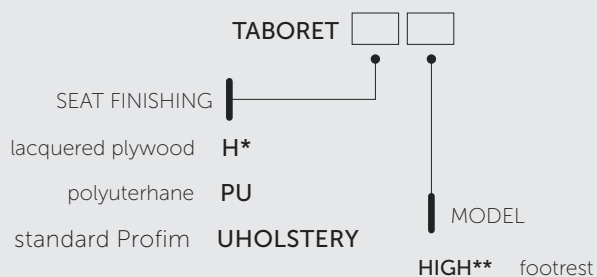 TABORET
SEAT FINISHING
lacquered plywood H*
polyuterhane PU
standard Profim UHOLSTERY
MODEL
HIGH** footrest